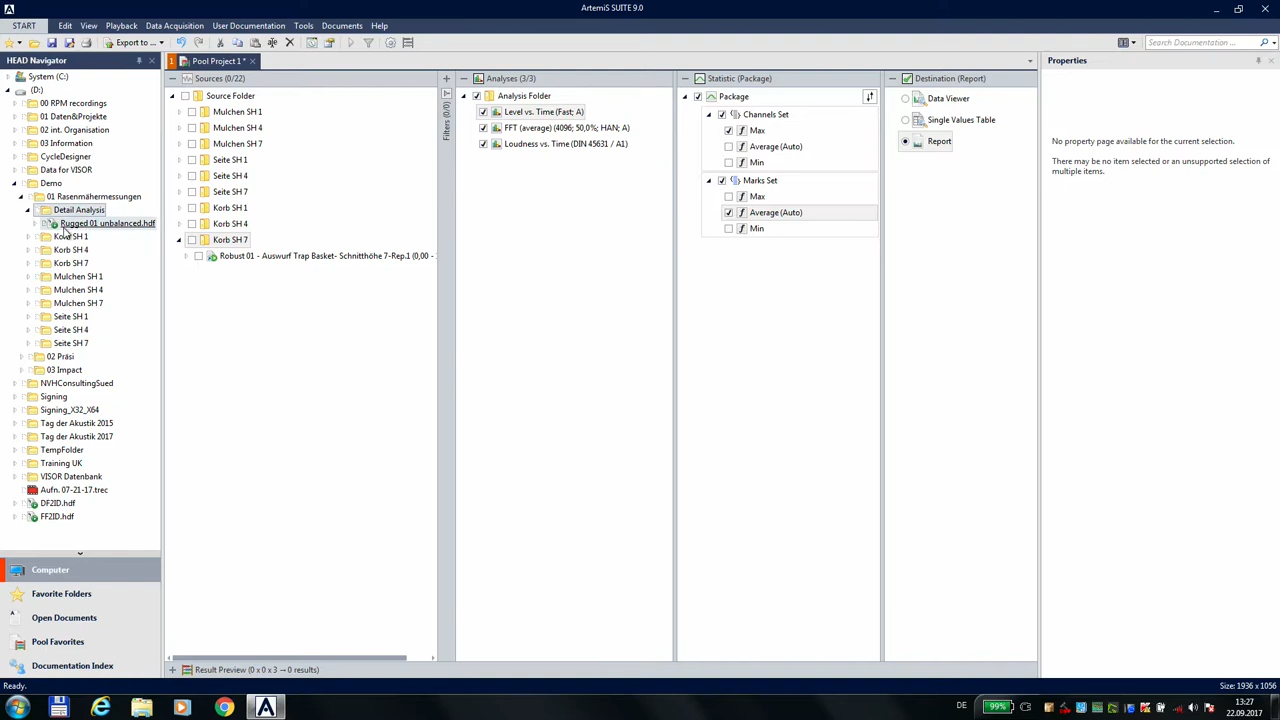 ArtemiS SUITE 9.0
START Edit View Playback Data Acquisition User Documentation Tools Documents Help
Export to ...
Search Documentation ...
HEAD Navigator
System (C:)
(D:)
00 RPM recordings
01 Daten&Projekte
02 int. Organisation
03 Information
CycleDesigner
Data for VISOR
Demo
01 Rasenmähermessungen
Detail Analysis
Rugged 01 unbalanced.hdf
Korb SH 1
Korb SH 4
Korb SH 7
Mulchen SH 1
Mulchen SH 4
Mulchen SH 7
Seite SH 1
Seite SH 4
Seite SH 7
02 Präsi
03 Impact
NVHConsultingSued
Signing
Signing_X32_X64
Tag der Akustik 2015
Tag der Akustik 2017
TempFolder
Training UK
VISOR Datenbank
Aufn. 07-21-17.trec
DF2ID.hdf
FF2ID.hdf
Computer
Favorite Folders
Open Documents
Pool Favorites
Documentation Index
1 Pool Project 1 *
Sources (0/22)
Source Folder
Mulchen SH 1
Mulchen SH 4
Mulchen SH 7
Seite SH 1
Seite SH 4
Seite SH 7
Korb SH 1
Korb SH 4
Korb SH 7
Robust 01 - Auswurf Trap Basket- Schnitthöhe 7-Rep.1 (0,00 -
Filters (0/0)
Analyses (3/3)
Analysis Folder
Level vs. Time (Fast; A)
FFT (average) (4096; 50,0%; HAN; A)
Loudness vs. Time (DIN 45631 / A1)
Statistic (Package)
Package
Channels Set
Max
Average (Auto)
Min
Marks Set
Max
Average (Auto)
Min
Destination (Report)
Data Viewer
Single Values Table
Report
Result Preview (0 x 0 x 3 → 0 results)
Properties
No property page available for the current selection.
There may be no item selected or an unsupported selection of
multiple items.
Ready.
Size: 1936 x 1056
DE
99%
13:27
22.09.2017